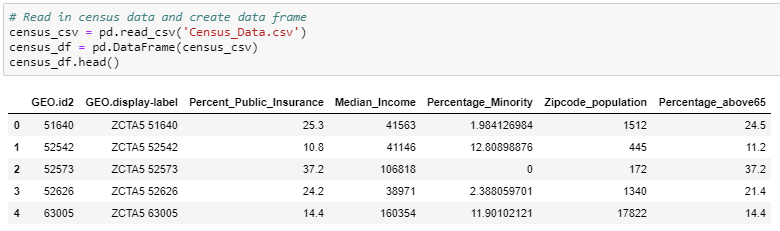 # Read in census data and create data frame
census_csv = pd.read_csv('Census_Data.csv')
census_df = pd.DataFrame(census_csv)
census_df.head()
GEO.id2 GEO.display-label Percent_Public_Insurance Median_Income Percentage_Minority Zipcode_population Percentage_above65
0 51640 ZCTA5 51640 25.3 41563 1.984126984 1512 24.5
1 52542 ZCTA5 52542 10.8 41146 12.80898876 445 11.2
2 52573 ZCTA5 52573 37.2 106818 0 172 37.2
3 52626 ZCTA5 52626 24.2 38971 2.388059701 1340 21.4
4 63005 ZCTA5 63005 14.4 160354 11.90102121 17822 14.4